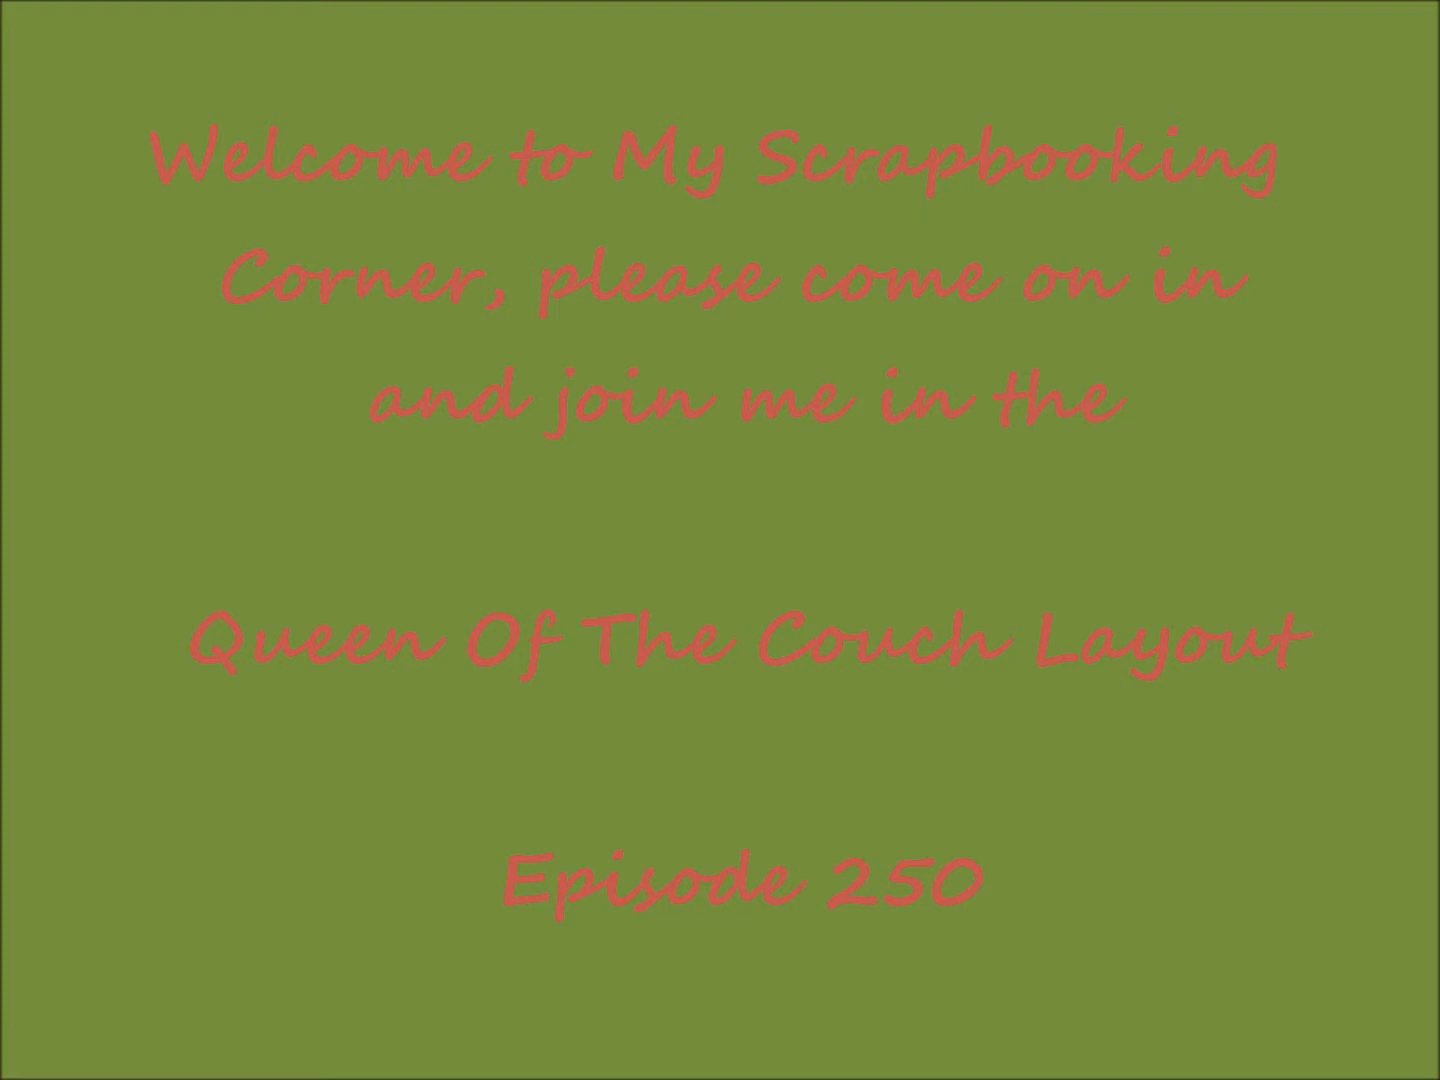 Welcome to My Scrapbooking
Corner, please come on in
and join me in the
Queen Of The Couch Layout
Episode 250